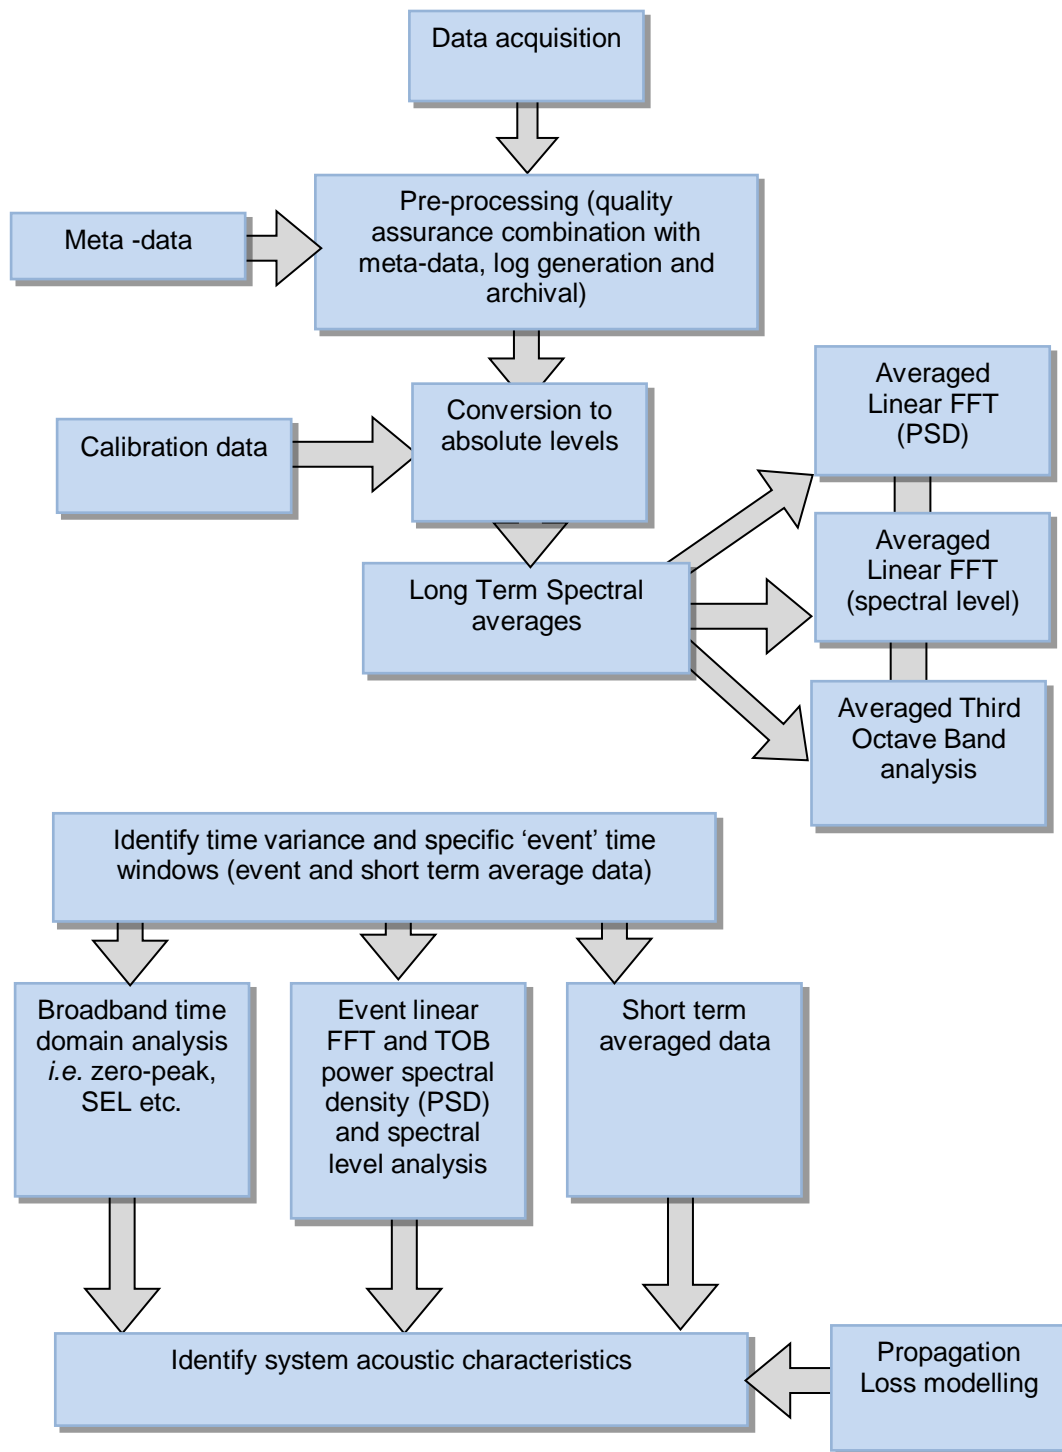 Data acquisition
Pre-processing (quality
assurance combination with
meta-data, log generation and
archival)
Meta -data
Conversion to
absolute levels
Calibration data
Averaged
Linear FFT
(PSD)
Averaged
Linear FFT
(spectral level)
Long Term Spectral
averages
Averaged Third
Octave Band
analysis
Identify time variance and specific ‘event’ time
windows (event and short term average data)
Broadband time
domain analysis
i.e. zero-peak,
SEL etc.
Event linear
FFT and TOB
power spectral
density (PSD)
and spectral
level analysis
Short term
averaged data
Identify system acoustic characteristics
Propagation
Loss modelling